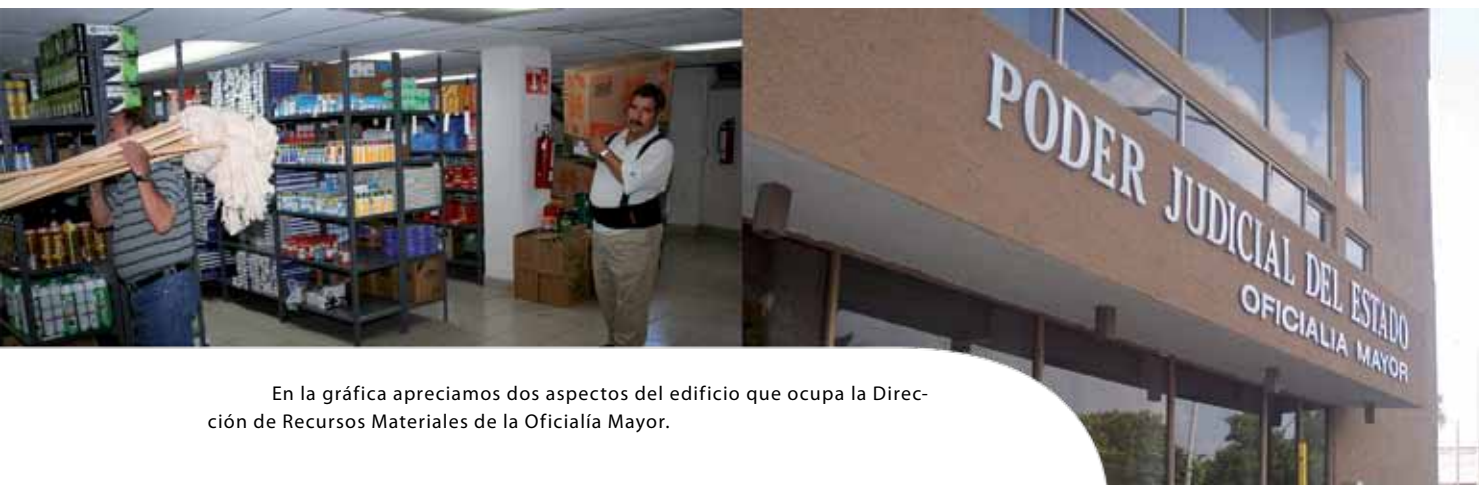 PODER JUDICIAL DEL ESTADO
OFICIALIA MAYOR
En la gráfica apreciamos dos aspectos del edificio que ocupa la Direc-
ción de Recursos Materiales de la Oficialía Mayor.